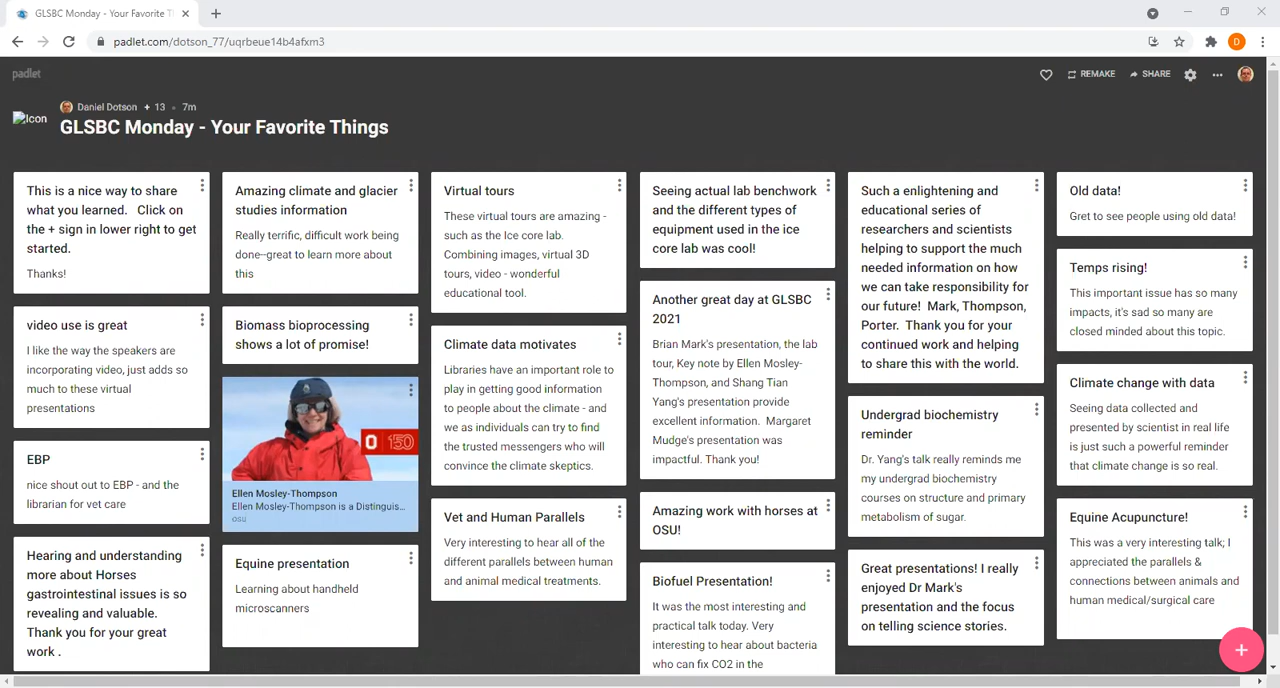 GLSBC Monday - Your Favorite Th
padlet.com/dotson_77/uqrbeue14b4afxm3
D
padlet
REMAKE
SHARE
Icon
Daniel Dotson + 13 • 7m
GLSBC Monday - Your Favorite Things
This is a nice way to share
what you learned. Click on
the + sign in lower right to get
started.
Thanks!
video use is great
I like the way the speakers are
incorporating video, just adds so
much to these virtual
presentations
EBP
nice shout out to EBP - and the
librarian for vet care
Hearing and understanding
more about Horses
gastrointestinal issues is so
revealing and valuable.
Thank you for your great
work .
Amazing climate and glacier
studies information
Really terrific, difficult work being
done--great to learn more about
this
Biomass bioprocessing
shows a lot of promise!
O 150
Ellen Mosley-Thompson
Ellen Mosley-Thompson is a Distinguis...
osu
Equine presentation
Learning about handheld
microscanners
Virtual tours
These virtual tours are amazing -
such as the Ice core lab.
Combining images, virtual 3D
tours, video - wonderful
educational tool.
Climate data motivates
Libraries have an important role to
play in getting good information
to people about the climate - and
we as individuals can try to find
the trusted messengers who will
convince the climate skeptics.
Vet and Human Parallels
Very interesting to hear all of the
different parallels between human
and animal medical treatments.
Seeing actual lab benchwork
and the different types of
equipment used in the ice
core lab was cool!
Another great day at GLSBC
2021
Brian Mark's presentation, the lab
tour, Key note by Ellen Mosley-
Thompson, and Shang Tian
Yang's presentation provide
excellent information. Margaret
Mudge's presentation was
impactful. Thank you!
Amazing work with horses at
OSU!
Biofuel Presentation!
It was the most interesting and
practical talk today. Very
interesting to hear about bacteria
who can fix CO2 in the
Such a enlightening and
educational series of
researchers and scientists
helping to support the much
needed information on how
we can take responsibility for
our future! Mark, Thompson,
Porter. Thank you for your
continued work and helping
to share this with the world.
Undergrad biochemistry
reminder
Dr. Yang's talk really reminds me
my undergrad biochemistry
courses on structure and primary
metabolism of sugar.
Great presentations! I really
enjoyed Dr Mark's
presentation and the focus
on telling science stories.
Old data!
Gret to see people using old data!
Temps rising!
This important issue has so many
impacts, it's sad so many are
closed minded about this topic.
Climate change with data
Seeing data collected and
presented by scientist in real life
is just such a powerful reminder
that climate change is so real.
Equine Acupuncture!
This was a very interesting talk; I
appreciated the parallels &
connections between animals and
human medical/surgical care